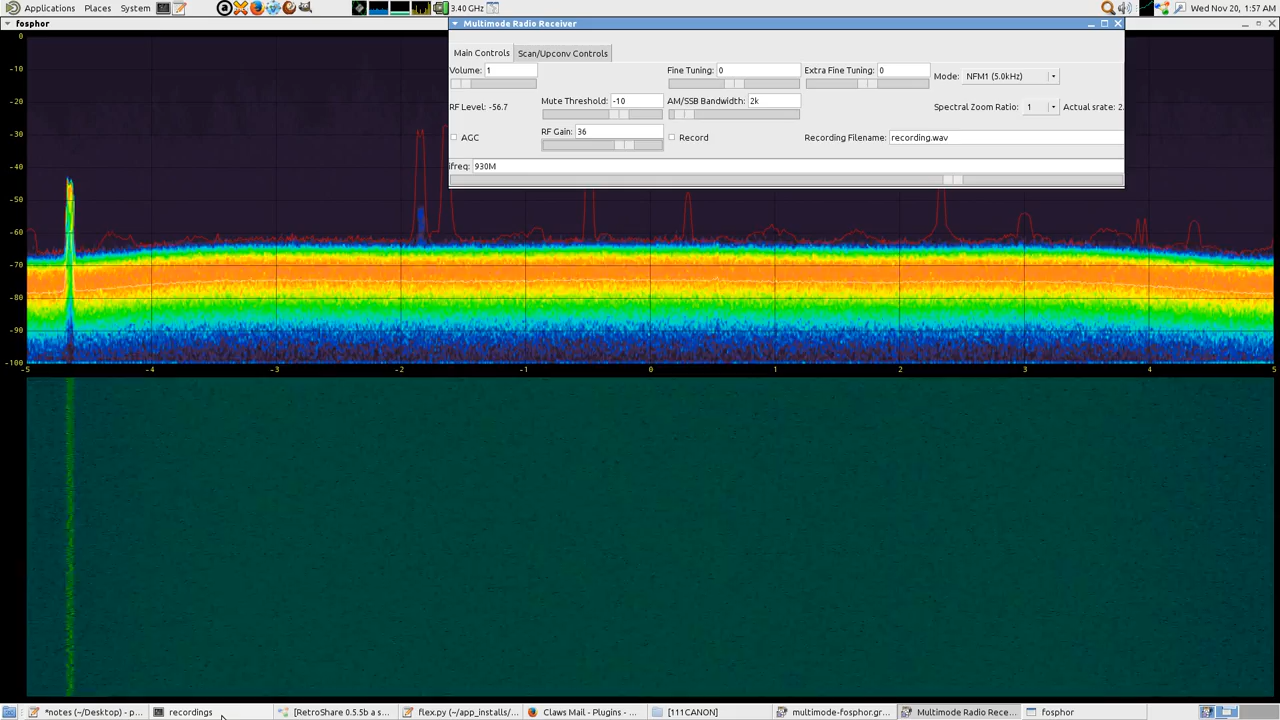 Applications Places System 3.40 GHz Wed Nov 20, 1:57 AM
fosphor
Multimode Radio Receiver
Main Controls Scan/Upconv Controls
Volume: 1 Fine Tuning: 0 Extra Fine Tuning: 0 Mode: NFM1 (5.0kHz)
RF Level: -56.7 Mute Threshold: -10 AM/SSB Bandwidth: 2k Spectral Zoom Ratio: 1 Actual srate: 2.
AGC RF Gain: 36 Record Recording Filename: recording.wav
ifreq: 930M
0
-10
-20
-30
-40
-50
-60
-70
-80
-90
-100
-5 -4 -3 -2 -1 0 1 2 3 4 5
*notes (~/Desktop) - p... recordings [RetroShare 0.5.5b a s... flex.py (~/app_installs/... Claws Mail - Plugins - ... [111CANON] multimode-fosphor.gr... Multimode Radio Rece... fosphor